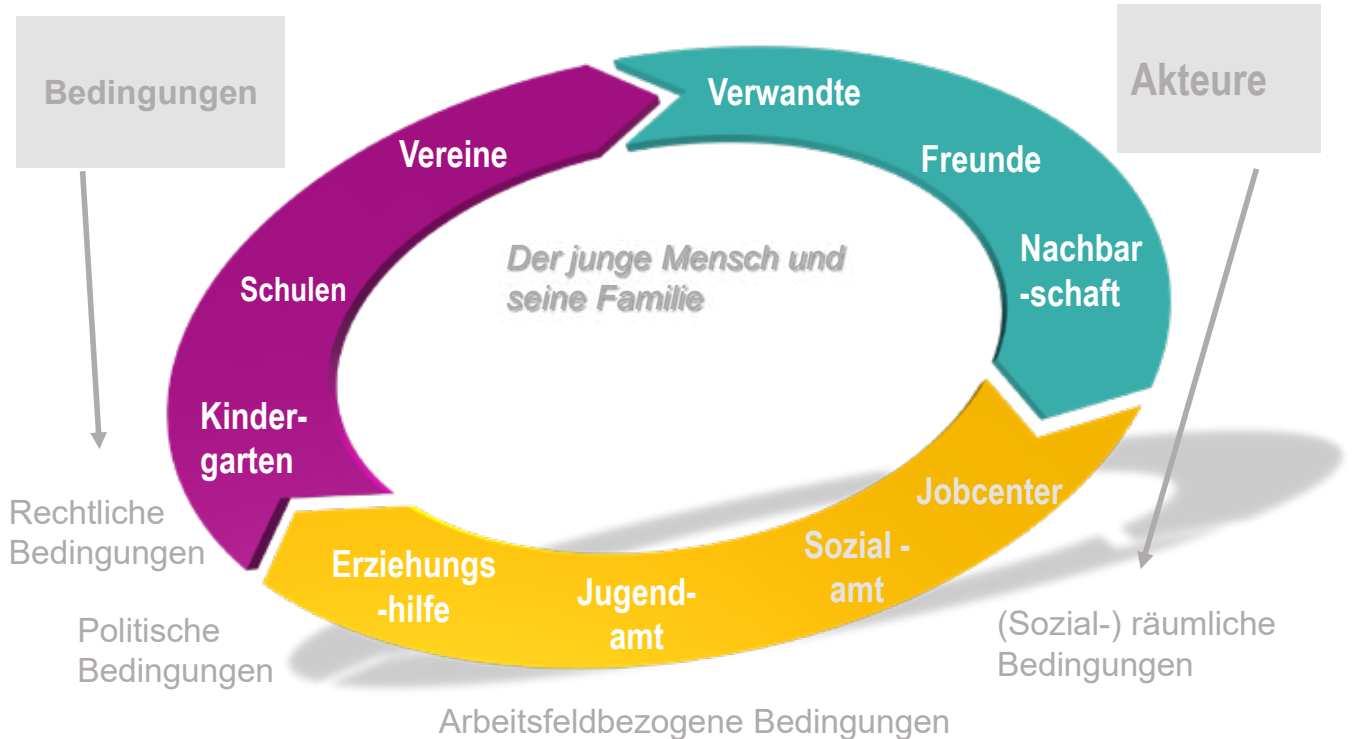 Bedingungen
Akteure
Verwandte
Vereine
Freunde
Der junge Mensch und
seine Familie
Nachbar
-schaft
Schulen
Kinder-
garten
Jobcenter
Sozial -
amt
Erziehungs
-hilfe
Jugend-
amt
Rechtliche
Bedingungen
Politische
Bedingungen
(Sozial-) räumliche
Bedingungen
Arbeitsfeldbezogene Bedingungen